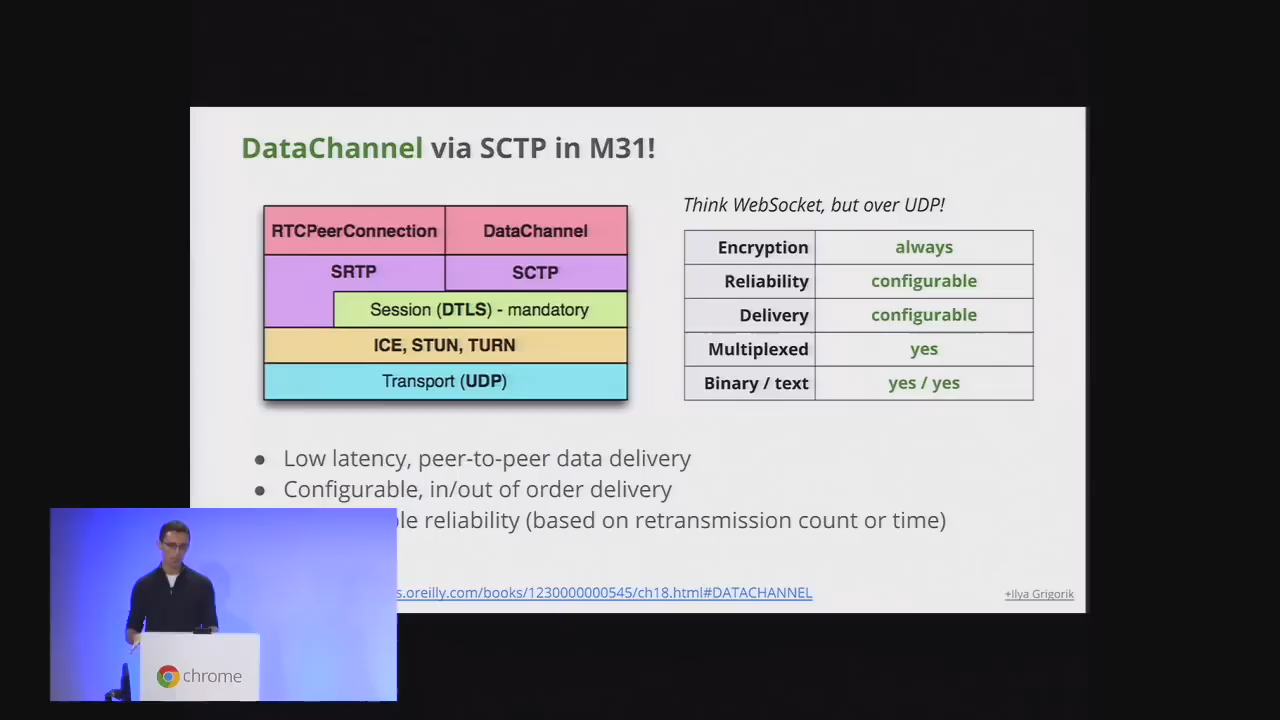 DataChannel via SCTP in M31!
RTCPeerConnection
DataChannel
SRTP
SCTP
Session (DTLS) - mandatory
ICE, STUN, TURN
Transport (UDP)
Think WebSocket, but over UDP!
Encryption always
Reliability configurable
Delivery configurable
Multiplexed yes
Binary / text yes / yes
● Low latency, peer-to-peer data delivery
● Configurable, in/out of order delivery
reliability (based on retransmission count or time)
s.oreilly.com/books/1230000000545/ch18.html#DATACHANNEL
+Ilya Grigorik
chrome